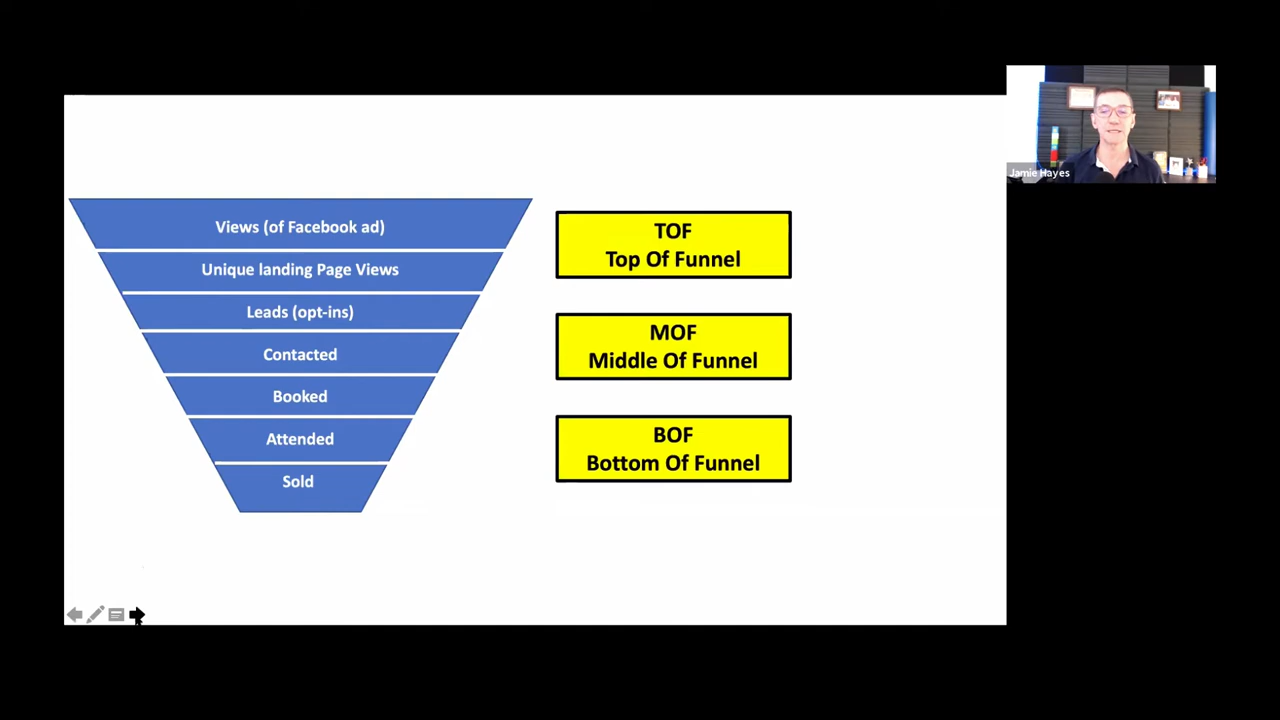 Views (of Facebook ad)
Unique landing Page Views
Leads (opt-ins)
Contacted
Booked
Attended
Sold
TOF
Top Of Funnel
MOF
Middle Of Funnel
BOF
Bottom Of Funnel
Jamie Hayes